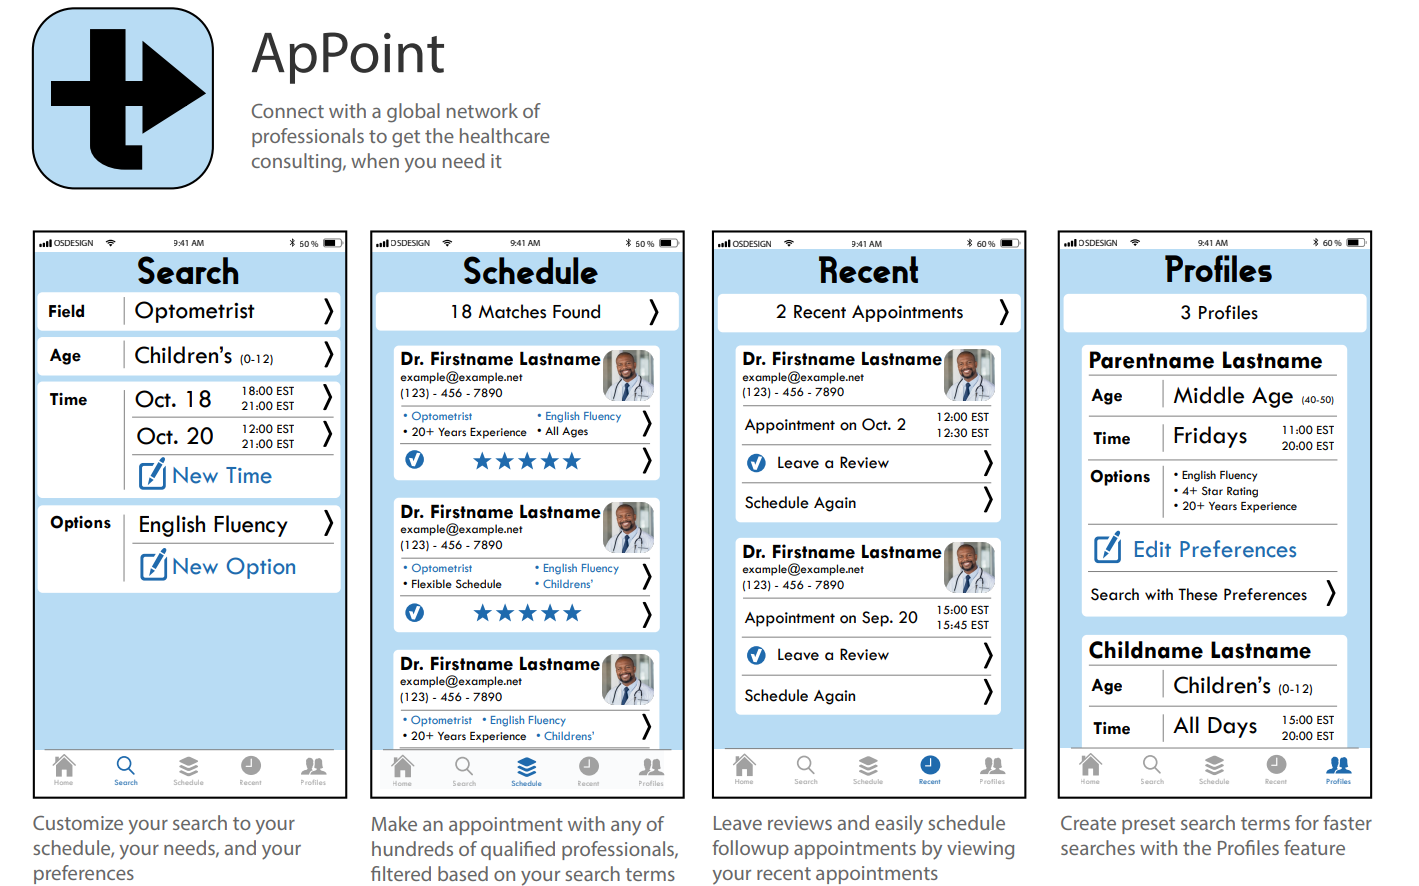 ApPoint
Connect with a global network of
professionals to get the healthcare
consulting, when you need it
OSDESIGN 9:41 AM 50 %
Search
Field Optometrist
Age Children's (0-12)
Time Oct. 18 18:00 EST
21:00 EST
Oct. 20 12:00 EST
21:00 EST
New Time
Options English Fluency
New Option
Home Search Schedule Recent Profiles
Customize your search to your
schedule, your needs, and your
preferences
OSDESIGN 9:41 AM 50 %
Schedule
18 Matches Found
Dr. Firstname Lastname
example@example.net
(123) - 456 - 7890
• Optometrist • English Fluency
• 20+ Years Experience • All Ages
Dr. Firstname Lastname
example@example.net
(123) - 456 - 7890
• Optometrist • English Fluency
• Flexible Schedule • Childrens'
Dr. Firstname Lastname
example@example.net
(123) - 456 - 7890
• Optometrist • English Fluency
• 20+ Years Experience • Childrens'
Home Search Schedule Recent Profiles
Make an appointment with any of
hundreds of qualified professionals,
filtered based on your search terms
OSDESIGN 9:41 AM 60 %
Recent
2 Recent Appointments
Dr. Firstname Lastname
example@example.net
(123) - 456 - 7890
Appointment on Oct. 2 12:00 EST
12:30 EST
Leave a Review
Schedule Again
Dr. Firstname Lastname
example@example.net
(123) - 456 - 7890
Appointment on Sep. 20 15:00 EST
15:45 EST
Leave a Review
Schedule Again
Home Search Schedule Recent Profiles
Leave reviews and easily schedule
followup appointments by viewing
your recent appointments
OSDESIGN 9:41 AM 60 %
Profiles
3 Profiles
Parentname Lastname
Age Middle Age (40-50)
Time Fridays 11:00 EST
20:00 EST
Options • English Fluency
• 4+ Star Rating
• 20+ Years Experience
Edit Preferences
Search with These Preferences
Childname Lastname
Age Children's (0-12)
Time All Days 15:00 EST
20:00 EST
Home Search Schedule Recent Profiles
Create preset search terms for faster
searches with the Profiles feature